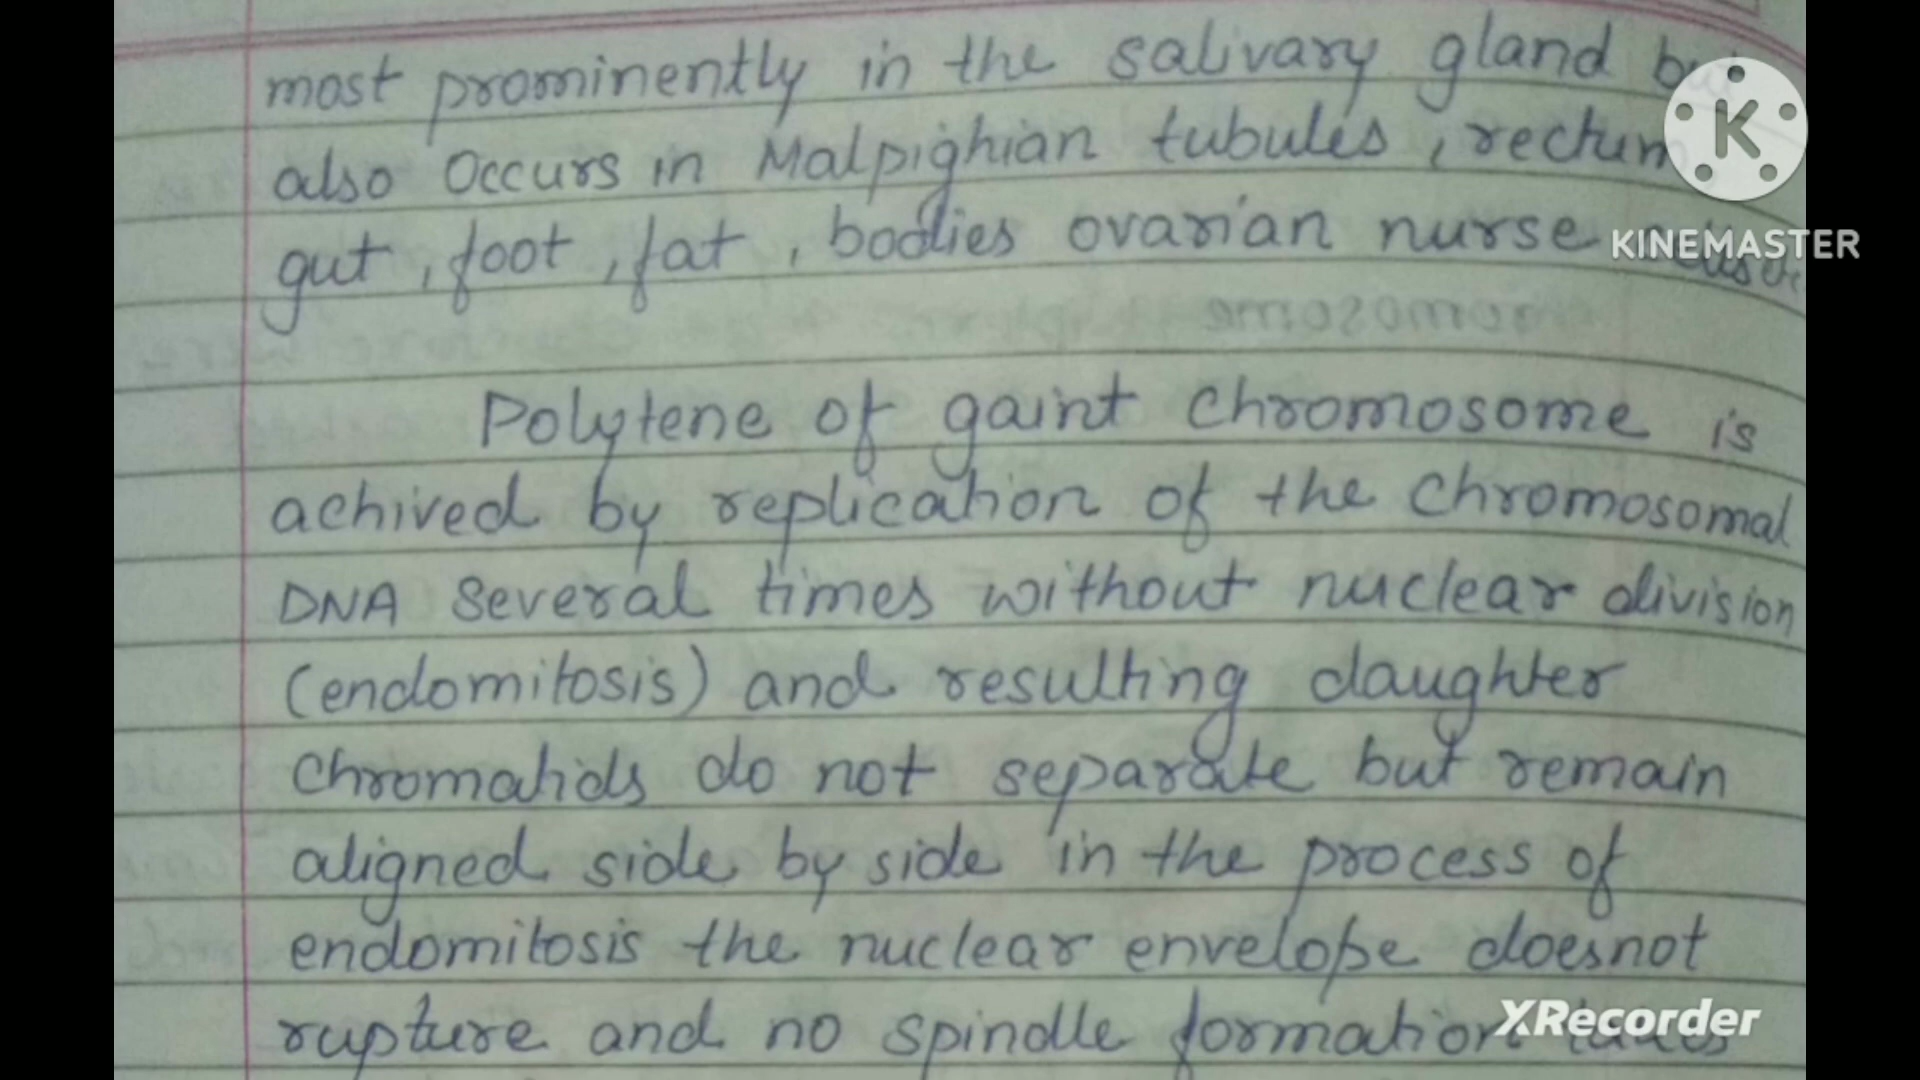 most prominently in the salivary gland but
also occurs in Malpighian tubules, rectum
gut, foot, fat, bodies ovarian nurse
KINEMASTER
Polytene of gaint chromosome is
achived by replication of the chromosomal
DNA several times without nuclear division
(endomitosis) and resulting daughter
chromatids do not separate but remain
aligned side by side in the process of
endomitosis the nuclear envelope doesnot
rupture and no spindle formation takes
XRecorder